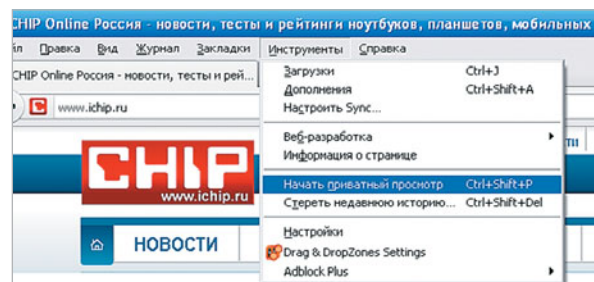 CHIP Online Россия - новости, тесты и рейтинги ноутбуков, планшетов, мобильных
Правка Вид Журнал Закладки Инструменты Справка
CHIP Online Россия - новости, тесты и рей...
www.ichip.ru
Загрузки Ctrl+J
Дополнения Ctrl+Shift+A
Настроить Sync...
Веб-разработка
Информация о странице
Начать приватный просмотр Ctrl+Shift+P
Стереть недавнюю историю... Ctrl+Shift+Del
Настройки
Drag & DropZones Settings
Adblock Plus
CHIP
www.ichip.ru
НОВОСТИ